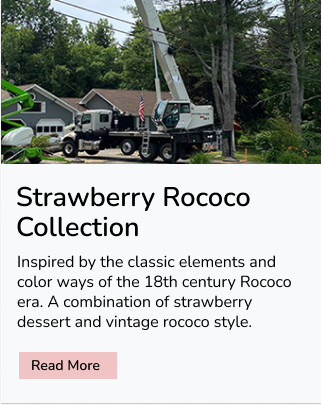 Strawberry Rococo
Collection
Inspired by the classic elements and
color ways of the 18th century Rococo
era. A combination of strawberry
dessert and vintage rococo style.
Read More